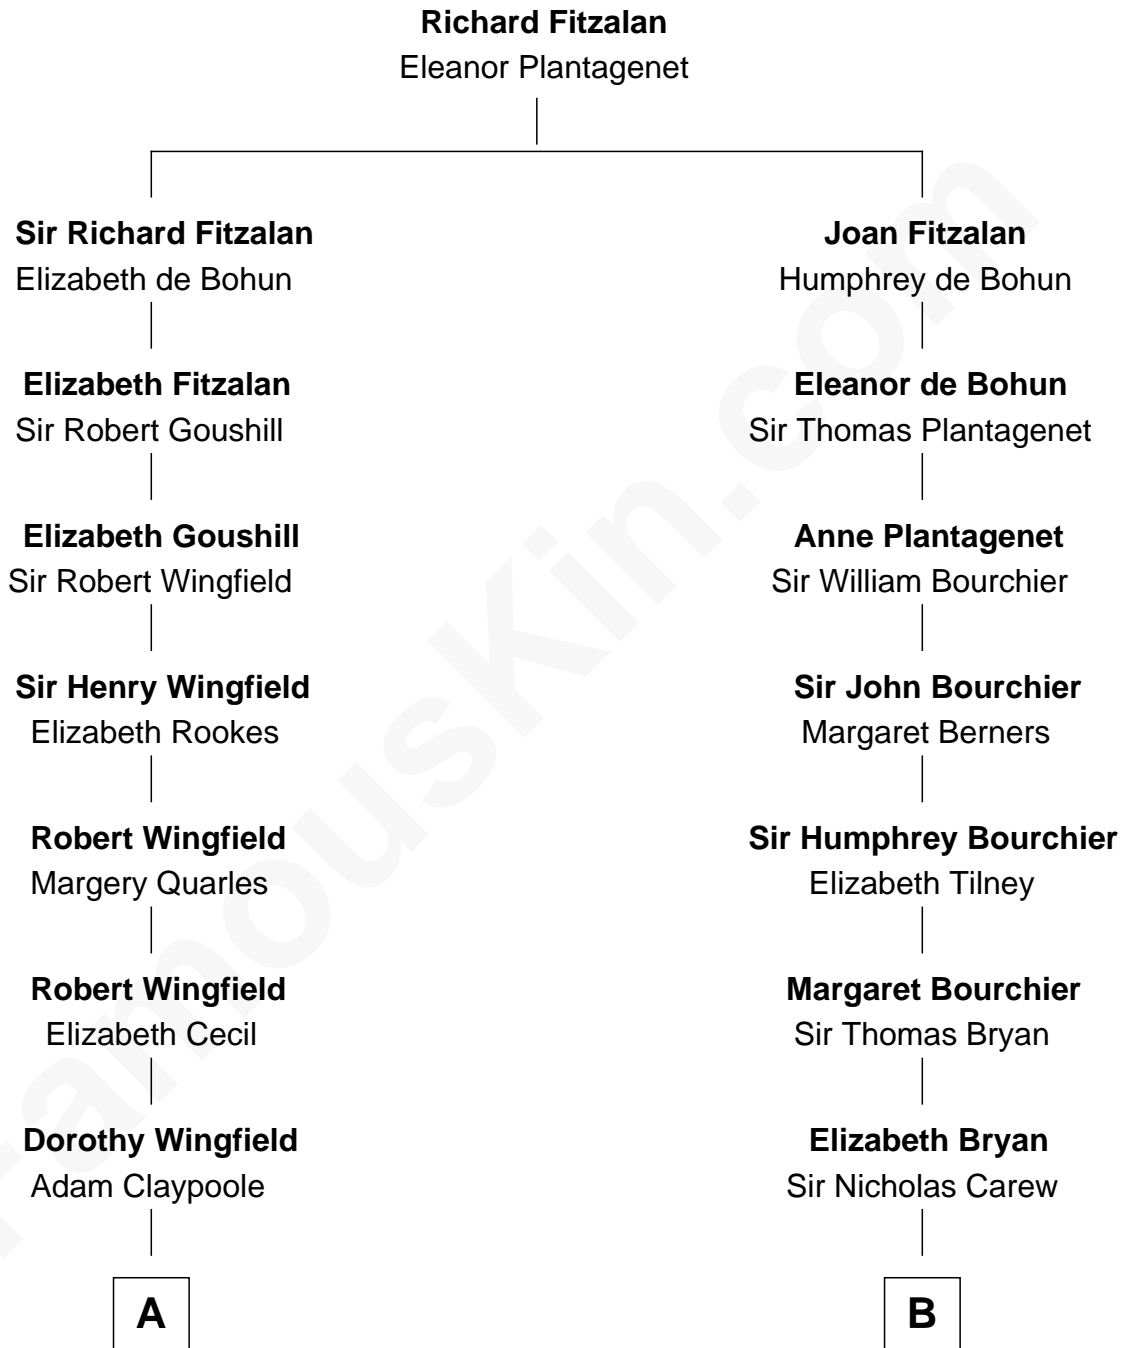 Richard Fitzalan
Eleanor Plantagenet
Sir Richard Fitzalan
Elizabeth de Bohun
Joan Fitzalan
Humphrey de Bohun
Elizabeth Fitzalan
Sir Robert Goushill
Eleanor de Bohun
Sir Thomas Plantagenet
Elizabeth Goushill
Sir Robert Wingfield
Anne Plantagenet
Sir William Bourchier
Sir Henry Wingfield
Elizabeth Rookes
Sir John Bourchier
Margaret Berners
Robert Wingfield
Margery Quarles
Sir Humphrey Bourchier
Elizabeth Tilney
Robert Wingfield
Elizabeth Cecil
Margaret Bourchier
Sir Thomas Bryan
Dorothy Wingfield
Adam Claypoole
Elizabeth Bryan
Sir Nicholas Carew
A
B
FamousKin.com